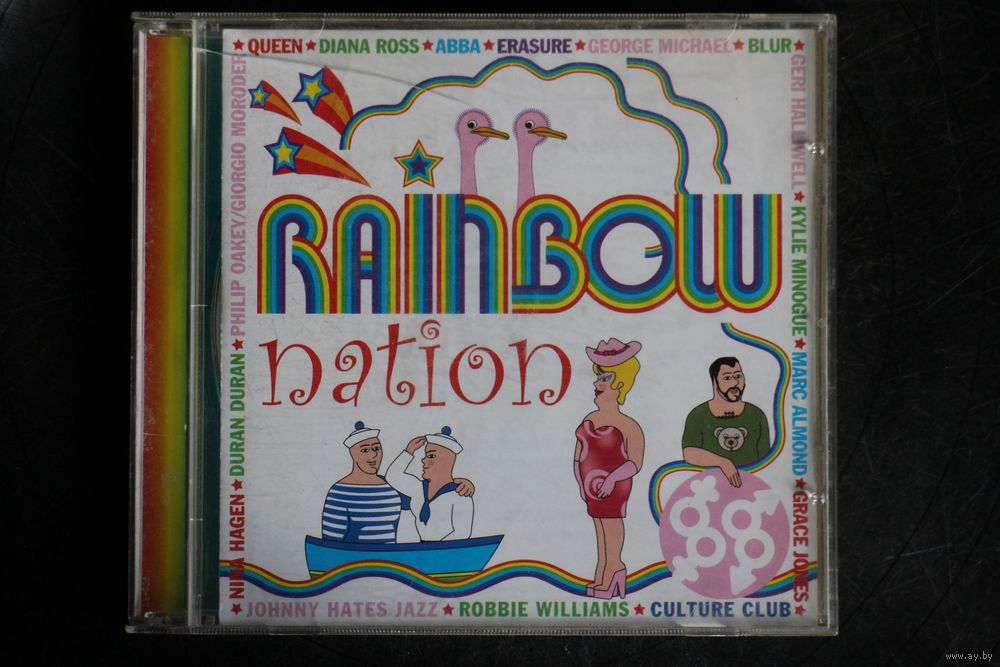 ★QUEEN★DIANA ROSS★ABBA★ERASURE★GEORGE MICHAEL★BLUR★
GERI HALLIWELL★KYLIE MINOGUE★MARC ALMOND★GRACE JONES★
RAINBOW
nation
PHILIP OAKEY/GIORGIO MORODER
★NINA HAGEN★DURAN DURAN★
★JOHNNY HATES JAZZ★ROBBIE WILLIAMS★CULTURE CLUB★
www.ay.by